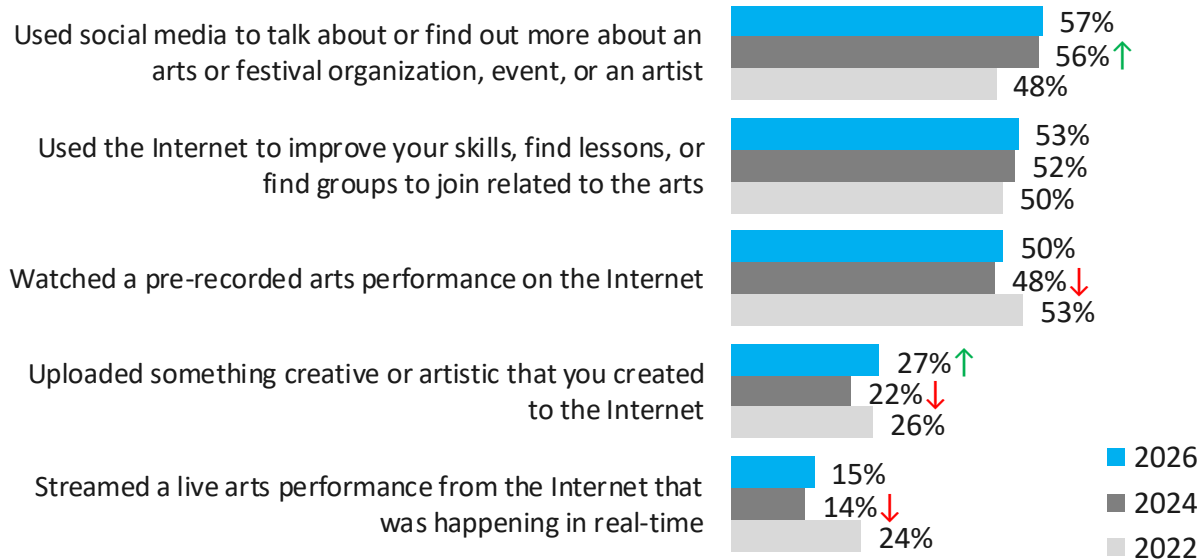 Used social media to talk about or find out more about an
arts or festival organization, event, or an artist
57%
56%↑
48%
Used the Internet to improve your skills, find lessons, or
find groups to join related to the arts
53%
52%
50%
Watched a pre-recorded arts performance on the Internet
50%
48%↓
53%
Uploaded something creative or artistic that you created
to the Internet
27%↑
22%↓
26%
Streamed a live arts performance from the Internet that
was happening in real-time
15%
14%↓
24%
2026
2024
2022